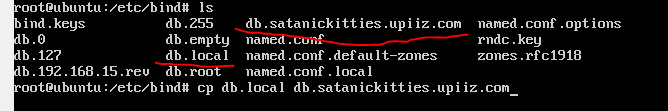 root@ubuntu:/etc/bind# ls
bind.keys db.255 db.satanickitties.upiiz.com named.conf.options
db.0 db.empty named.conf rndc.key
db.127 db.local named.conf.default-zones zones.rfc1918
db.192.168.15.rev db.root named.conf.local
root@ubuntu:/etc/bind# cp db.local db.satanickitties.upiiz.com_